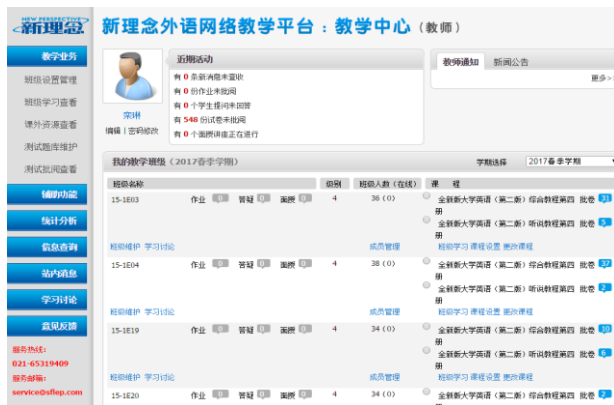 NEW PERSPECTIVE
新理念
新理念外语网络教学平台:教学中心(教师)
教学业务
班级设置管理
班级学习查看
课外资源查看
测试题库维护
测试批阅查看
辅助功能
统计分析
信息查询
站内消息
学习讨论
意见反馈
服务热线:
021-65319409
服务邮箱:
service@sflep.com
宗琳
编辑 | 密码修改
近期活动
有 0 条新消息未查收
有 0 份作业未批阅
有 0 个学生提问未回答
有 548 份试卷未批阅
有 0 个面授讲座正在进行
教师通知 新闻公告
更多>>
我的教学班级(2017春季学期) 学期选择 2017春季学期
班级名称 级别 班级人数(在线) 课 程
15-1E03 作业 0 答疑 0 面授 0 4 36 (0) 全新版大学英语(第二版)综合教程第四册 批卷 31
全新版大学英语(第二版)听说教程第四册 批卷 5
班级维护 学习讨论 成员管理 班级学习 课程设置 更改课程
15-1E04 作业 0 答疑 0 面授 0 4 38 (0) 全新版大学英语(第二版)综合教程第四册 批卷 37
全新版大学英语(第二版)听说教程第四册 批卷 2
班级维护 学习讨论 成员管理 班级学习 课程设置 更改课程
15-1E19 作业 0 答疑 0 面授 0 4 34 (0) 全新版大学英语(第二版)综合教程第四册 批卷 10
全新版大学英语(第二版)听说教程第四册 批卷 6
班级维护 学习讨论 成员管理 班级学习 课程设置 更改课程
15-1E20 作业 0 答疑 0 面授 0 4 34 (0) 全新版大学英语(第二版)综合教程第四 批卷 2